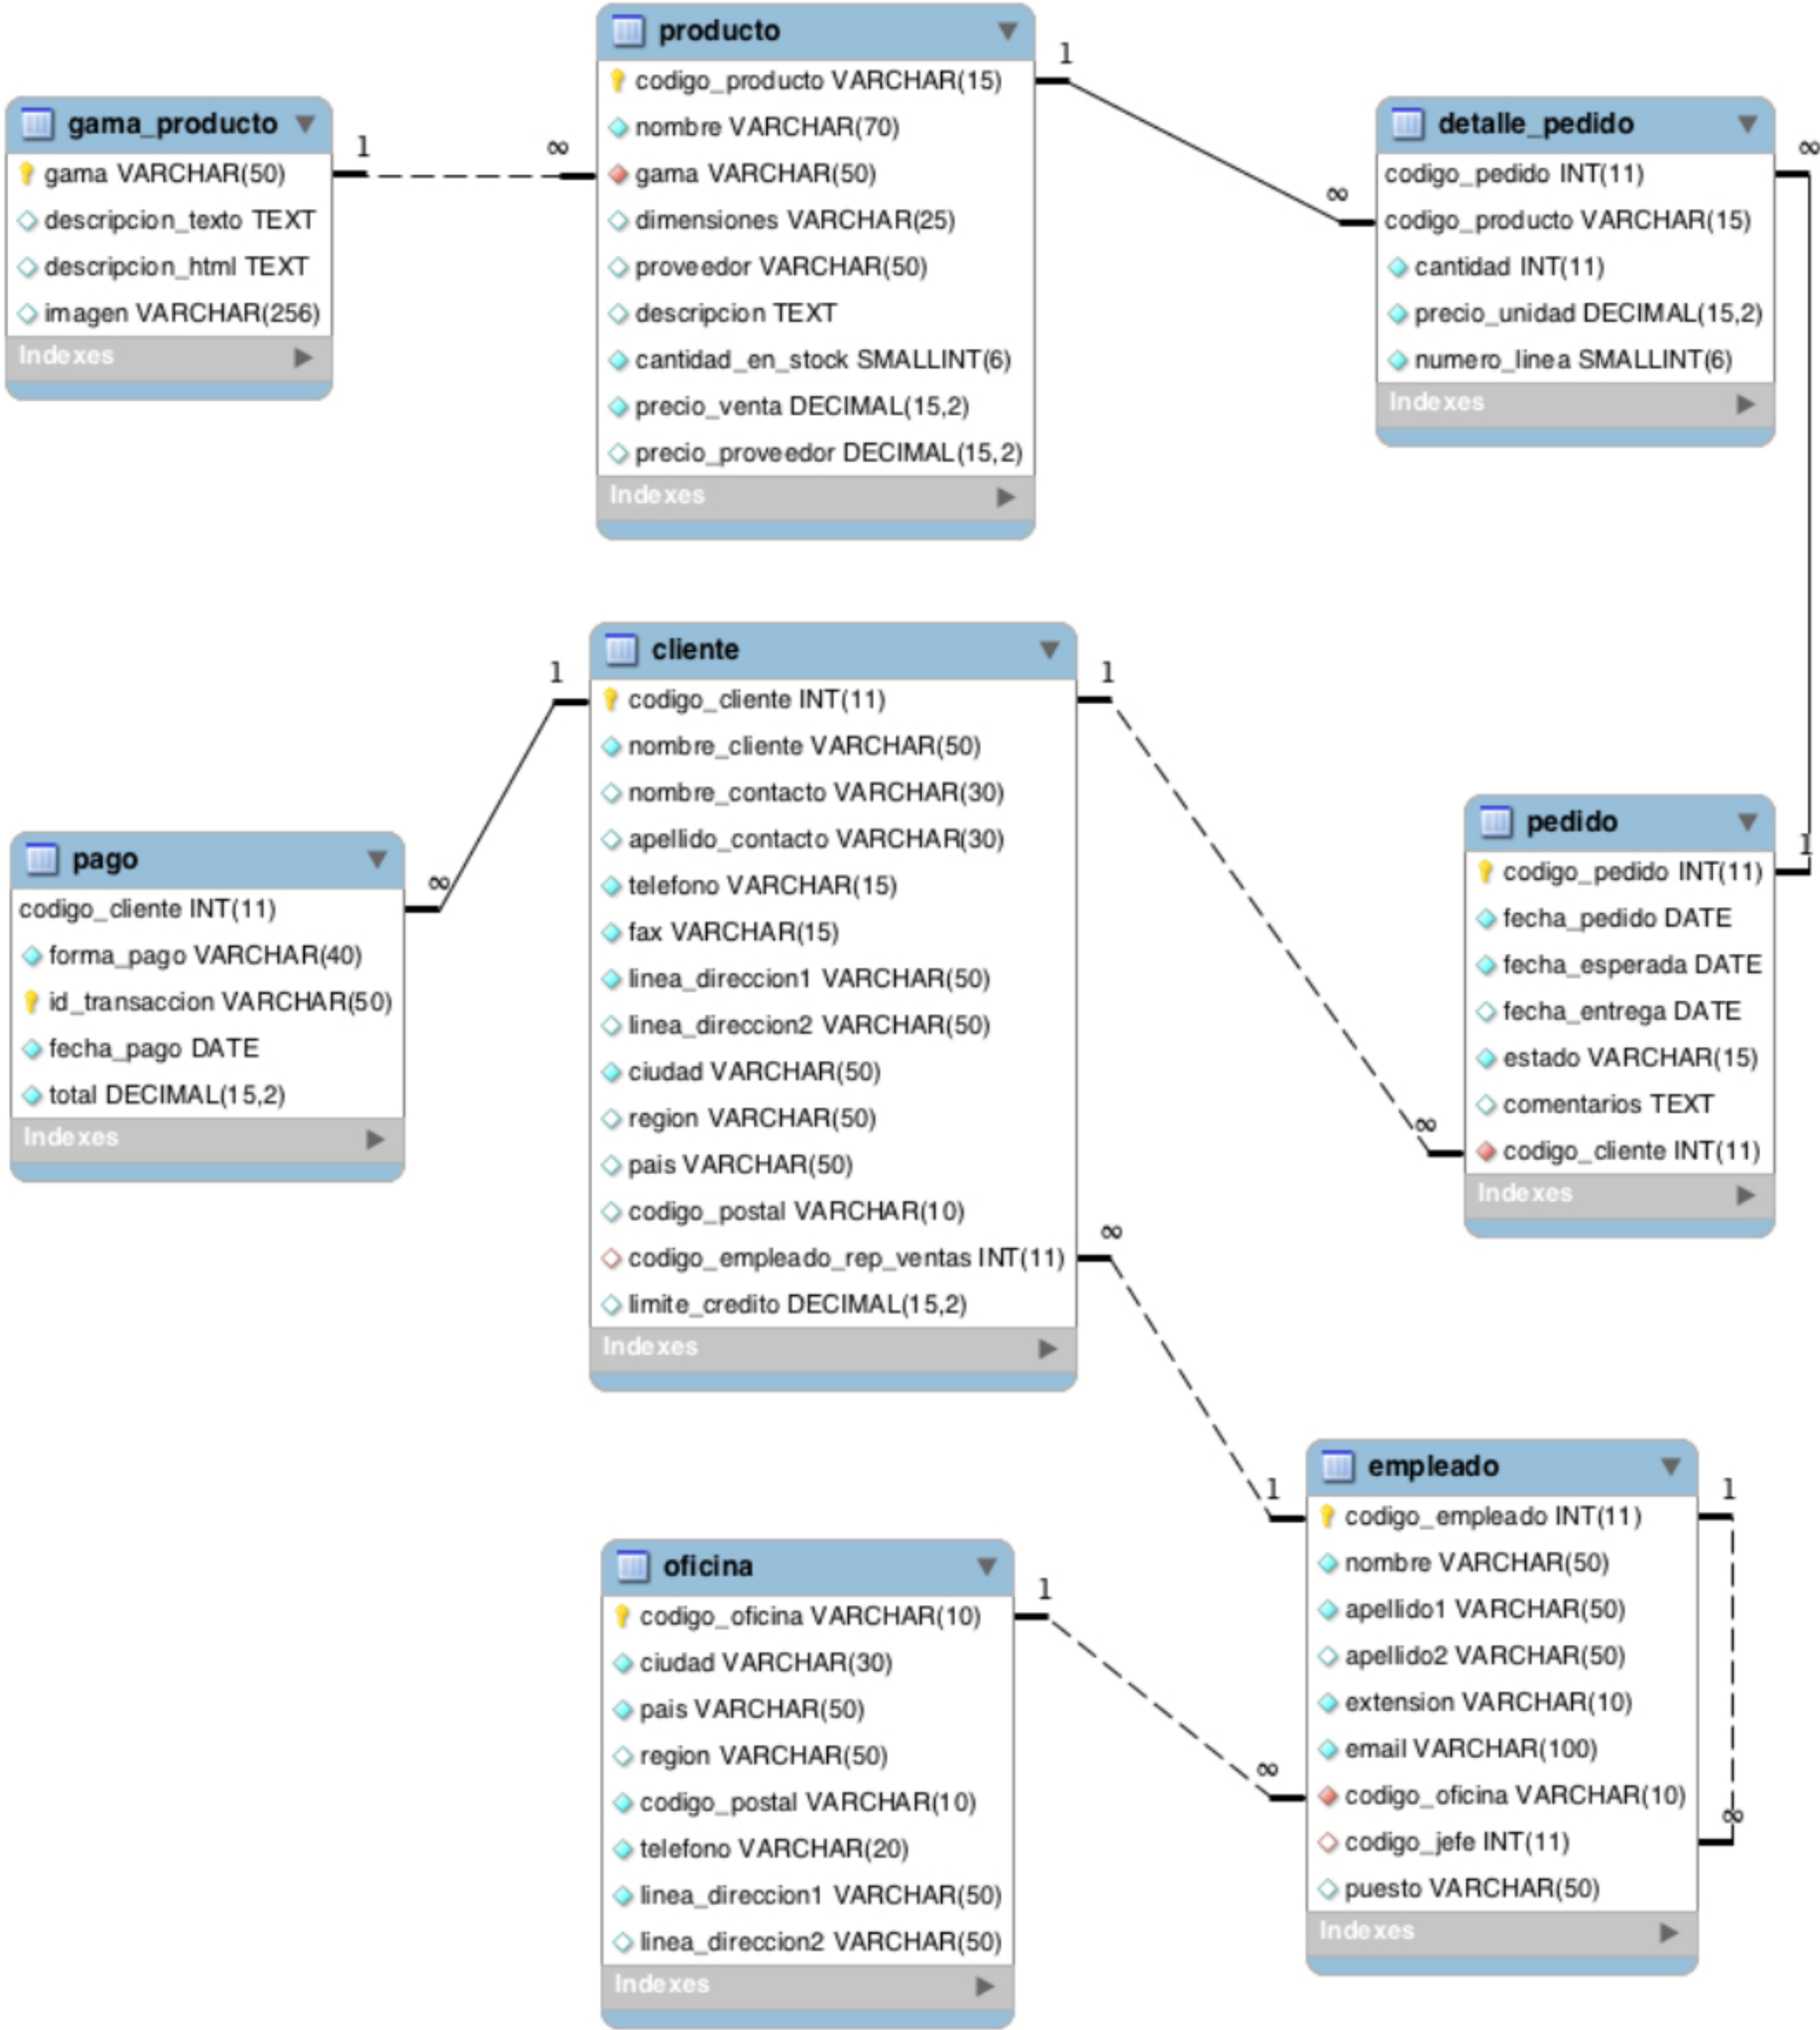 gama_producto
gama VARCHAR(50)
descripcion_texto TEXT
descripcion_html TEXT
imagen VARCHAR(256)
Indexes
1
∞
producto
codigo_producto VARCHAR(15)
nombre VARCHAR(70)
gama VARCHAR(50)
dimensiones VARCHAR(25)
proveedor VARCHAR(50)
descripcion TEXT
cantidad_en_stock SMALLINT(6)
precio_venta DECIMAL(15,2)
precio_proveedor DECIMAL(15,2)
Indexes
1
∞
detalle_pedido
codigo_pedido INT(11)
codigo_producto VARCHAR(15)
cantidad INT(11)
precio_unidad DECIMAL(15,2)
numero_linea SMALLINT(6)
Indexes
∞
1
pago
codigo_cliente INT(11)
forma_pago VARCHAR(40)
id_transaccion VARCHAR(50)
fecha_pago DATE
total DECIMAL(15,2)
Indexes
∞
1
cliente
codigo_cliente INT(11)
nombre_cliente VARCHAR(50)
nombre_contacto VARCHAR(30)
apellido_contacto VARCHAR(30)
telefono VARCHAR(15)
fax VARCHAR(15)
linea_direccion1 VARCHAR(50)
linea_direccion2 VARCHAR(50)
ciudad VARCHAR(50)
region VARCHAR(50)
pais VARCHAR(50)
codigo_postal VARCHAR(10)
codigo_empleado_rep_ventas INT(11)
limite_credito DECIMAL(15,2)
Indexes
1
∞
∞
1
pedido
codigo_pedido INT(11)
fecha_pedido DATE
fecha_esperada DATE
fecha_entrega DATE
estado VARCHAR(15)
comentarios TEXT
codigo_cliente INT(11)
Indexes
oficina
codigo_oficina VARCHAR(10)
ciudad VARCHAR(30)
pais VARCHAR(50)
region VARCHAR(50)
codigo_postal VARCHAR(10)
telefono VARCHAR(20)
linea_direccion1 VARCHAR(50)
linea_direccion2 VARCHAR(50)
Indexes
1
∞
empleado
codigo_empleado INT(11)
nombre VARCHAR(50)
apellido1 VARCHAR(50)
apellido2 VARCHAR(50)
extension VARCHAR(10)
email VARCHAR(100)
codigo_oficina VARCHAR(10)
codigo_jefe INT(11)
puesto VARCHAR(50)
Indexes
1
∞